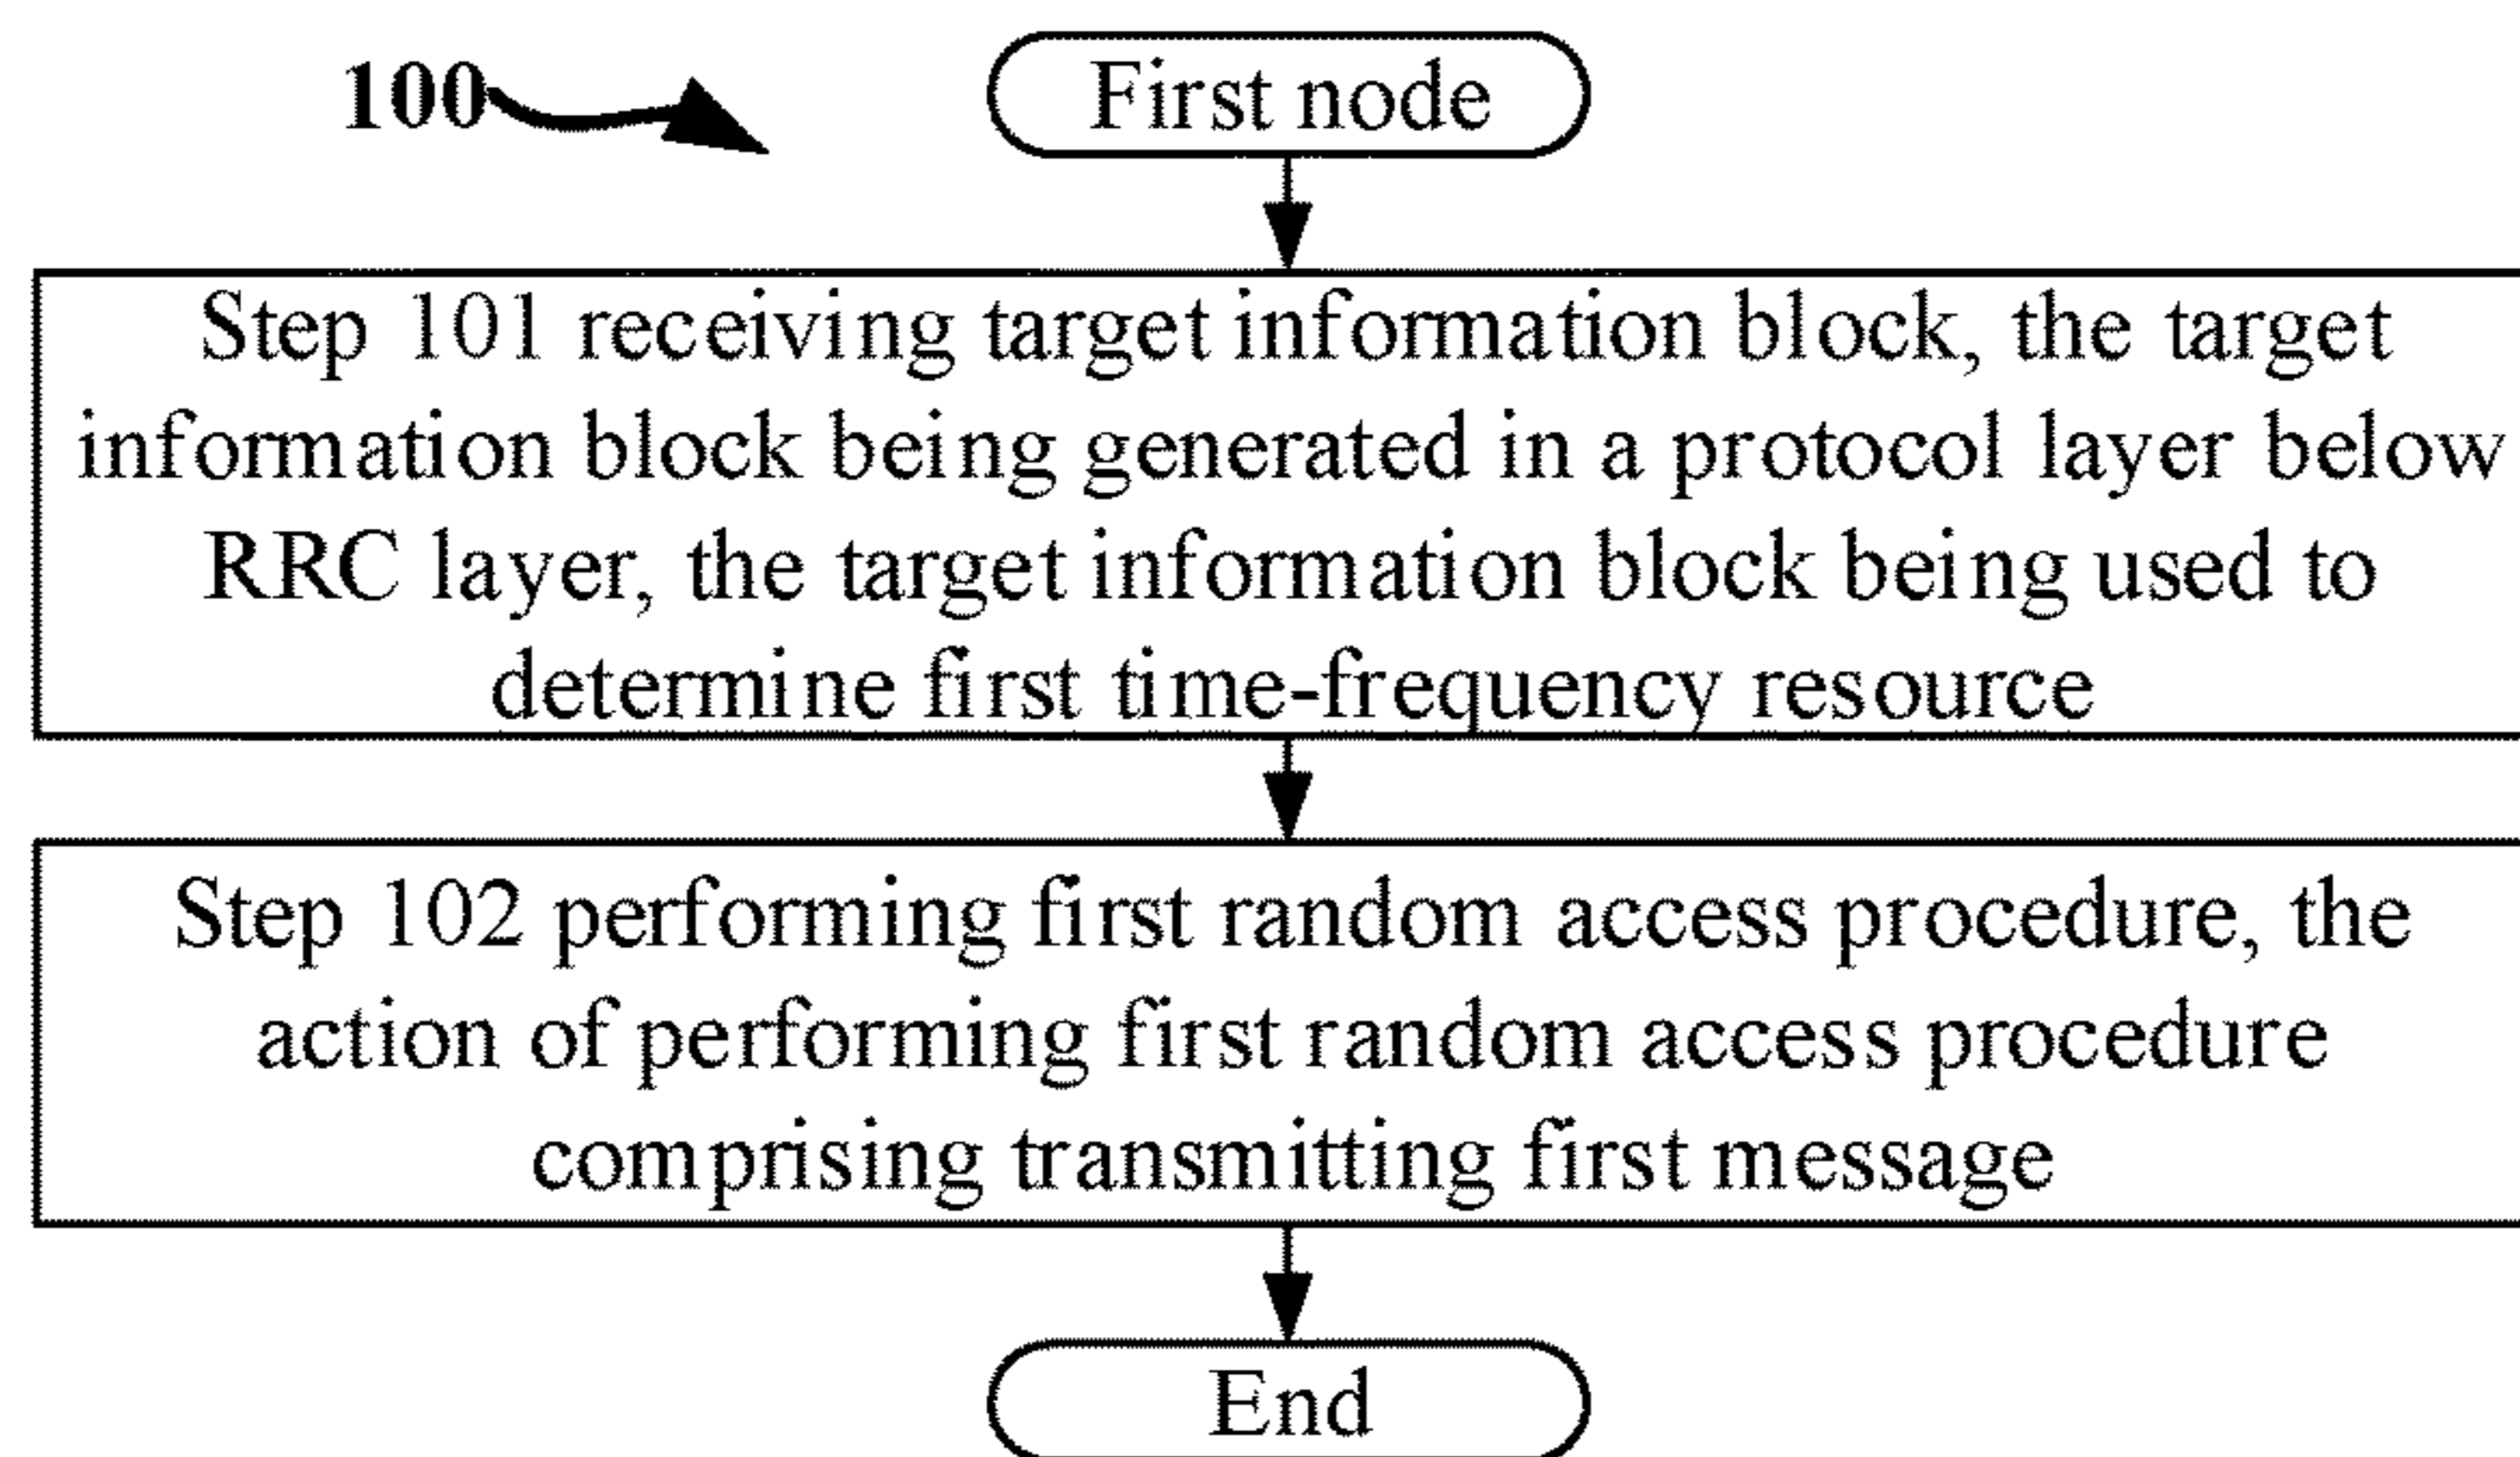 100
First node
Step 101 receiving target information block, the target
information block being generated in a protocol layer below
RRC layer, the target information block being used to
determine first time-frequency resource
Step 102 performing first random access procedure, the
action of performing first random access procedure
comprising transmitting first message
End